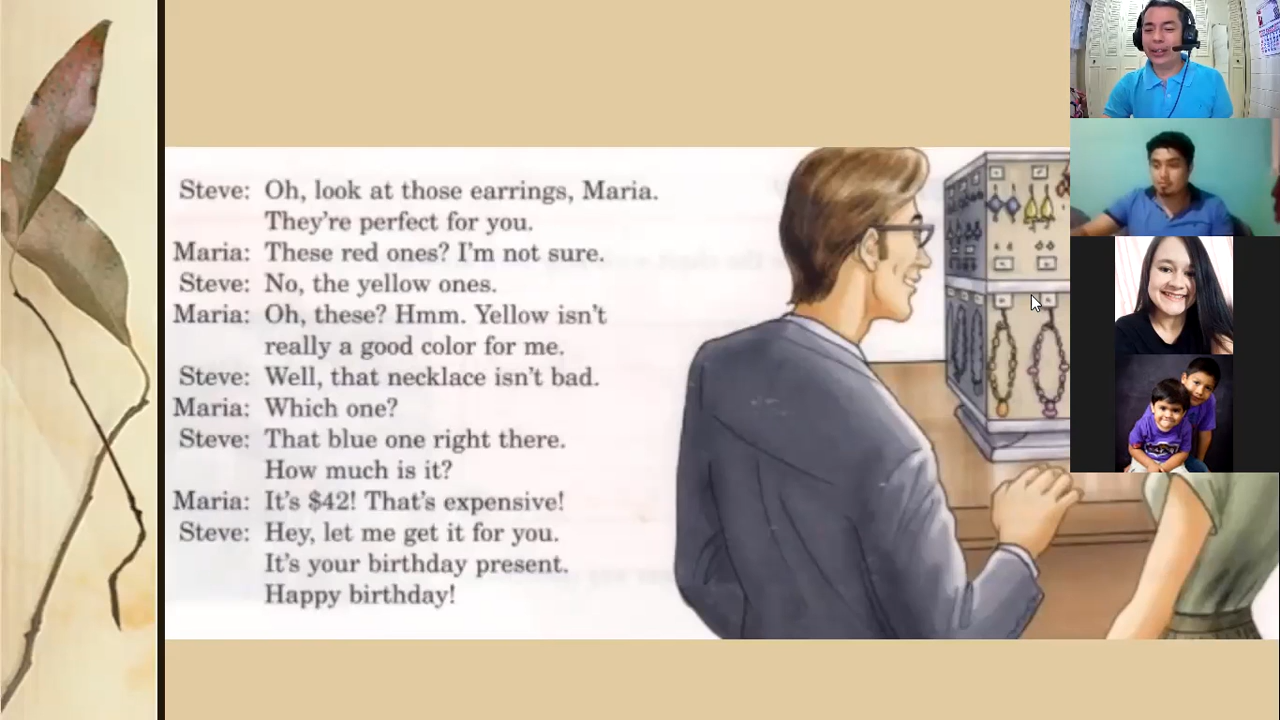 Steve: Oh, look at those earrings, Maria.
They're perfect for you.
Maria: These red ones? I'm not sure.
Steve: No, the yellow ones.
Maria: Oh, these? Hmm. Yellow isn't
really a good color for me.
Steve: Well, that necklace isn't bad.
Maria: Which one?
Steve: That blue one right there.
How much is it?
Maria: It's $42! That's expensive!
Steve: Hey, let me get it for you.
It's your birthday present.
Happy birthday!